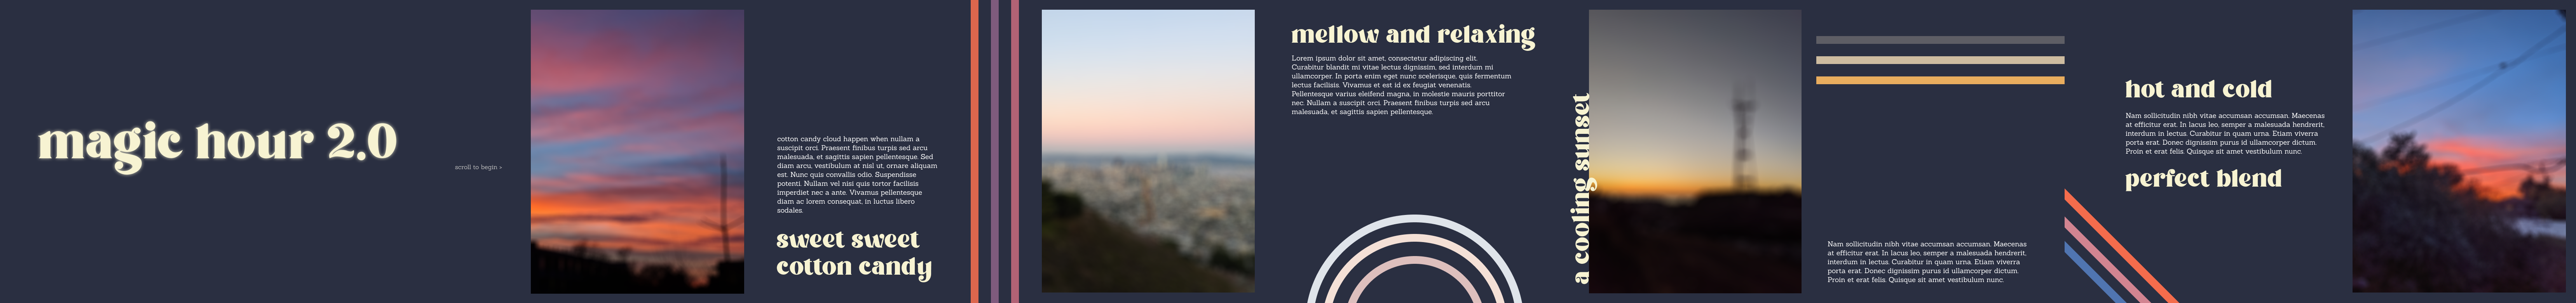 magic hour 2.0
scroll to begin >
cotton candy cloud happen when nullam a
suscipit orci. Praesent finibus turpis sed arcu
malesuada, et sagittis sapien pellentesque. Sed
diam arcu, vestibulum at nisl ut, ornare aliquam
est. Nunc quis convallis odio. Suspendisse
potenti. Nullam vel nisi quis tortor facilisis
imperdiet nec a ante. Vivamus pellentesque
diam ac lorem consequat, in luctus libero
sodales.
sweet sweet
cotton candy
mellow and relaxing
Lorem ipsum dolor sit amet, consectetur adipiscing elit.
Curabitur blandit mi vitae lectus dignissim, sed interdum mi
ullamcorper. In porta enim eget nunc scelerisque, quis fermentum
lectus facilisis. Vivamus et est id ex feugiat venenatis.
Pellentesque varius eleifend magna, in molestie mauris porttitor
nec. Nullam a suscipit orci. Praesent finibus turpis sed arcu
malesuada, et sagittis sapien pellentesque.
a cooling sunset
Nam sollicitudin nibh vitae accumsan accumsan. Maecenas
at efficitur erat. In lacus leo, semper a malesuada hendrerit,
interdum in lectus. Curabitur in quam urna. Etiam viverra
porta erat. Donec dignissim purus id ullamcorper dictum.
Proin et erat felis. Quisque sit amet vestibulum nunc.
hot and cold
Nam sollicitudin nibh vitae accumsan accumsan. Maecenas
at efficitur erat. In lacus leo, semper a malesuada hendrerit,
interdum in lectus. Curabitur in quam urna. Etiam viverra
porta erat. Donec dignissim purus id ullamcorper dictum.
Proin et erat felis. Quisque sit amet vestibulum nunc.
perfect blend